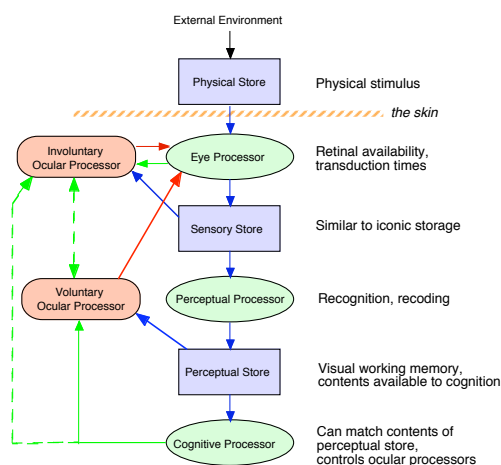 External Environment
Physical Store
Physical stimulus
the skin
Involuntary
Ocular Processor
Eye Processor
Retinal availability,
transduction times
Sensory Store
Similar to iconic storage
Voluntary
Ocular Processor
Perceptual Processor
Recognition, recoding
Perceptual Store
Visual working memory,
contents available to cognition
Cognitive Processor
Can match contents of
perceptual store,
controls ocular processors